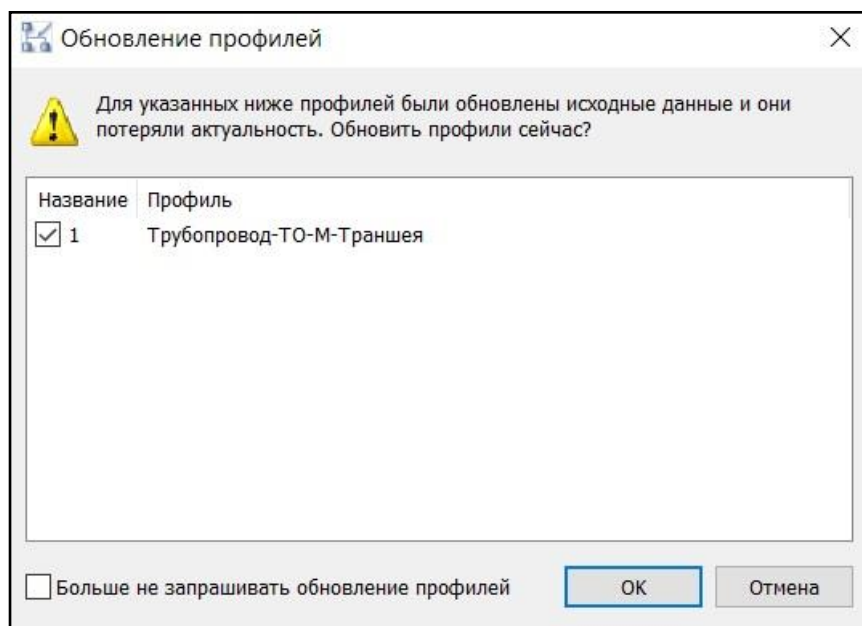 Обновление профилей
Для указанных ниже профилей были обновлены исходные данные и они
потеряли актуальность. Обновить профили сейчас?
Название Профиль
1 Трубопровод-ТО-М-Траншея
Больше не запрашивать обновление профилей
ОК
Отмена